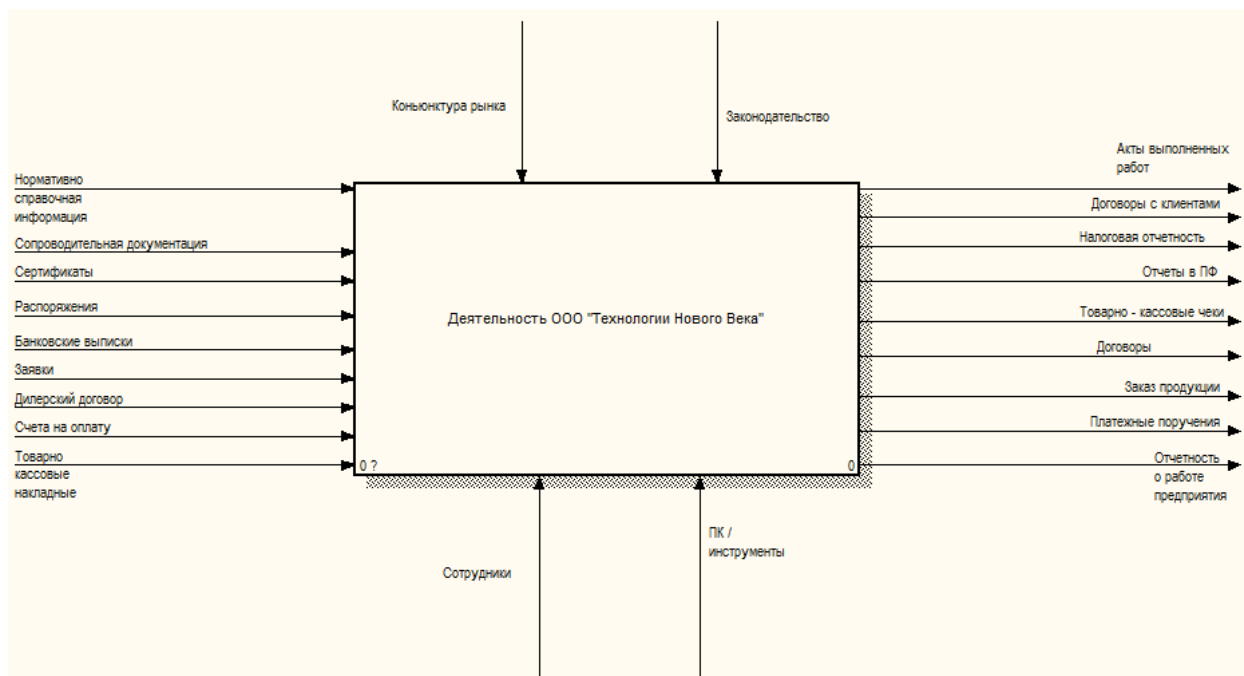 Коньюнктура рынка
Законодательство
Нормативно
справочная
информация
Сопроводительная документация
Сертификаты
Распоряжения
Банковские выписки
Заявки
Дилерский договор
Счета на оплату
Товарно
кассовые
накладные
Деятельность ООО "Технологии Нового Века"
0 ?
0
Акты выполненных
работ
Договоры с клиентами
Налоговая отчетность
Отчеты в ПФ
Товарно - кассовые чеки
Договоры
Заказ продукции
Платежные поручения
Отчетность
о работе
предприятия
Сотрудники
ПК /
инструменты